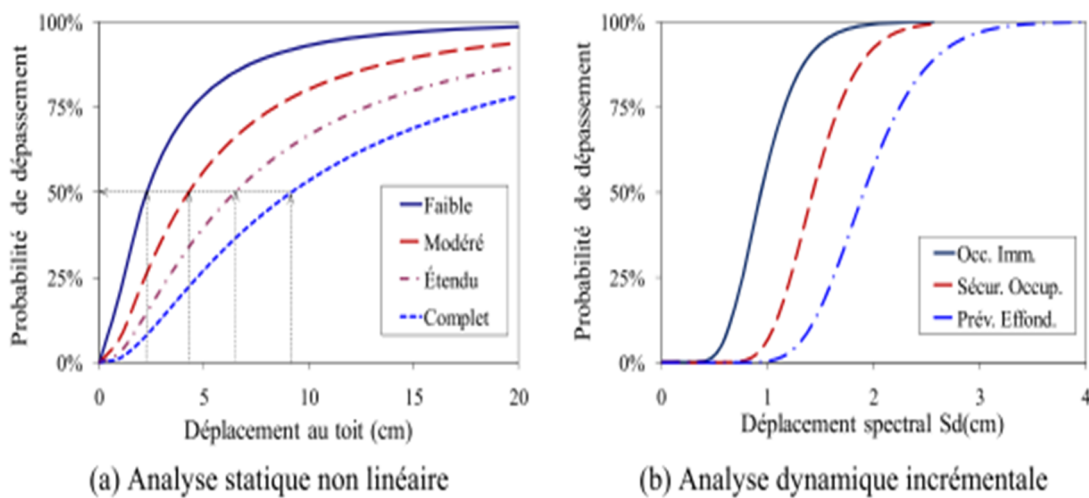 100%
75%
50%
25%
0%
Probabilité de dépassement
Faible
Modéré
Étendu
Complet
0
5
10
15
20
Déplacement au toit (cm)
(a) Analyse statique non linéaire
100%
75%
50%
25%
0%
Probabilité de dépassement
Occ. Imm.
Sécur. Occup.
Prév. Effond.
0
1
2
3
4
Déplacement spectral Sd(cm)
(b) Analyse dynamique incrémentale